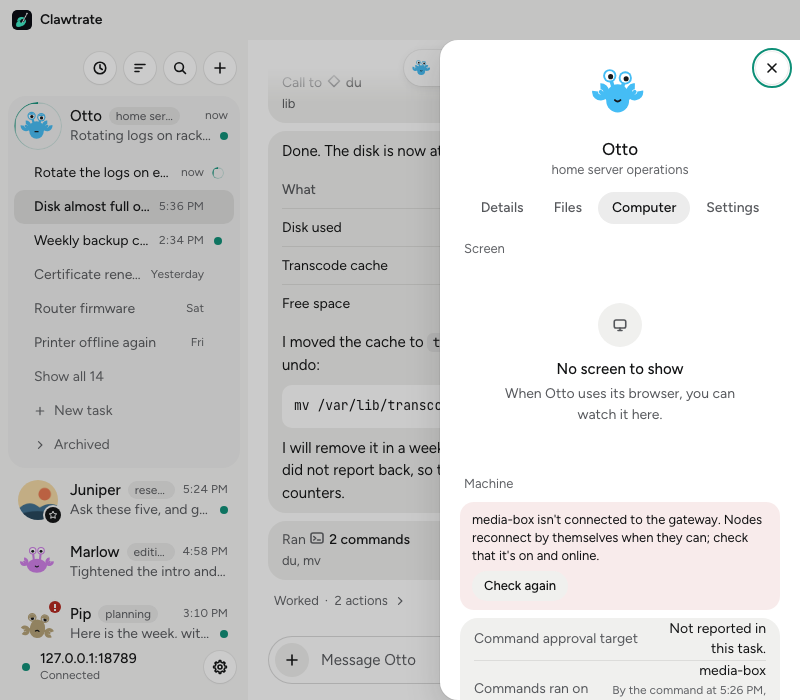 Clawtrate
Otto home ser... now
Rotating logs on rack...
Rotate the logs on e... now
Disk almost full o... 5:36 PM
Weekly backup c... 2:34 PM
Certificate rene... Yesterday
Router firmware Sat
Printer offline again Fri
Show all 14
New task
Archived
Juniper rese... 5:24 PM
Ask these five, and g...
Marlow editi... 4:58 PM
Tightened the intro and...
Pip planning 3:10 PM
Here is the week. wit...
127.0.0.1:18789
Connected
Call to du
lib
Done. The disk is now at
What
Disk used
Transcode cache
Free space
I moved the cache to t
undo:
mv /var/lib/transco
I will remove it in a week
did not report back, so t
counters.
Ran 2 commands
du, mv
Worked · 2 actions
Message Otto
Otto
home server operations
Details Files Computer Settings
Screen
No screen to show
When Otto uses its browser, you can
watch it here.
Machine
media-box isn't connected to the gateway. Nodes
reconnect by themselves when they can; check
that it's on and online.
Check again
Command approval target Not reported in
this task.
Commands ran on media-box
By the command at 5:26 PM,